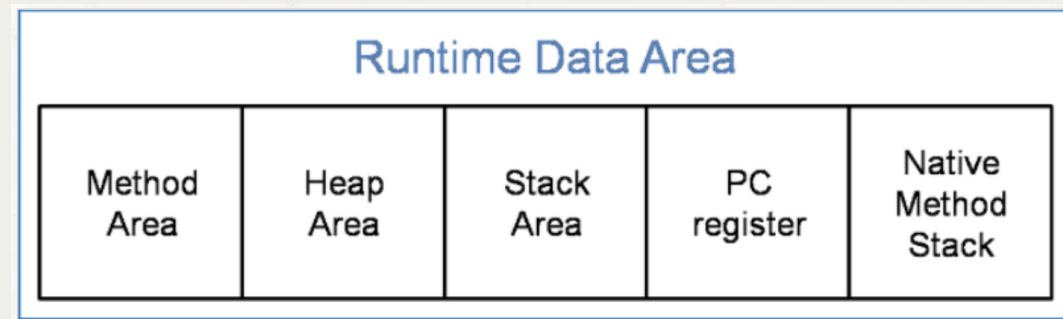 Runtime Data Area
Method
Area
Heap
Area
Stack
Area
PC
register
Native
Method
Stack